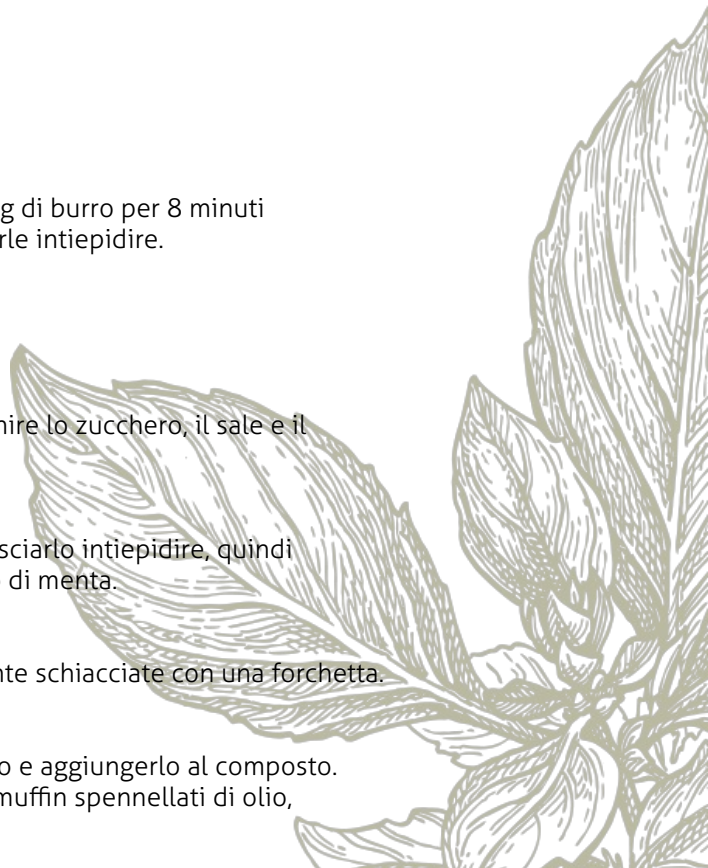 g di burro per 8 minuti
rle intiepidire.
nire lo zucchero, il sale e il
sciarlo intiepidire, quindi
di menta.
nte schiacciate con una forchetta.
o e aggiungerlo al composto.
muffin spennellati di olio,